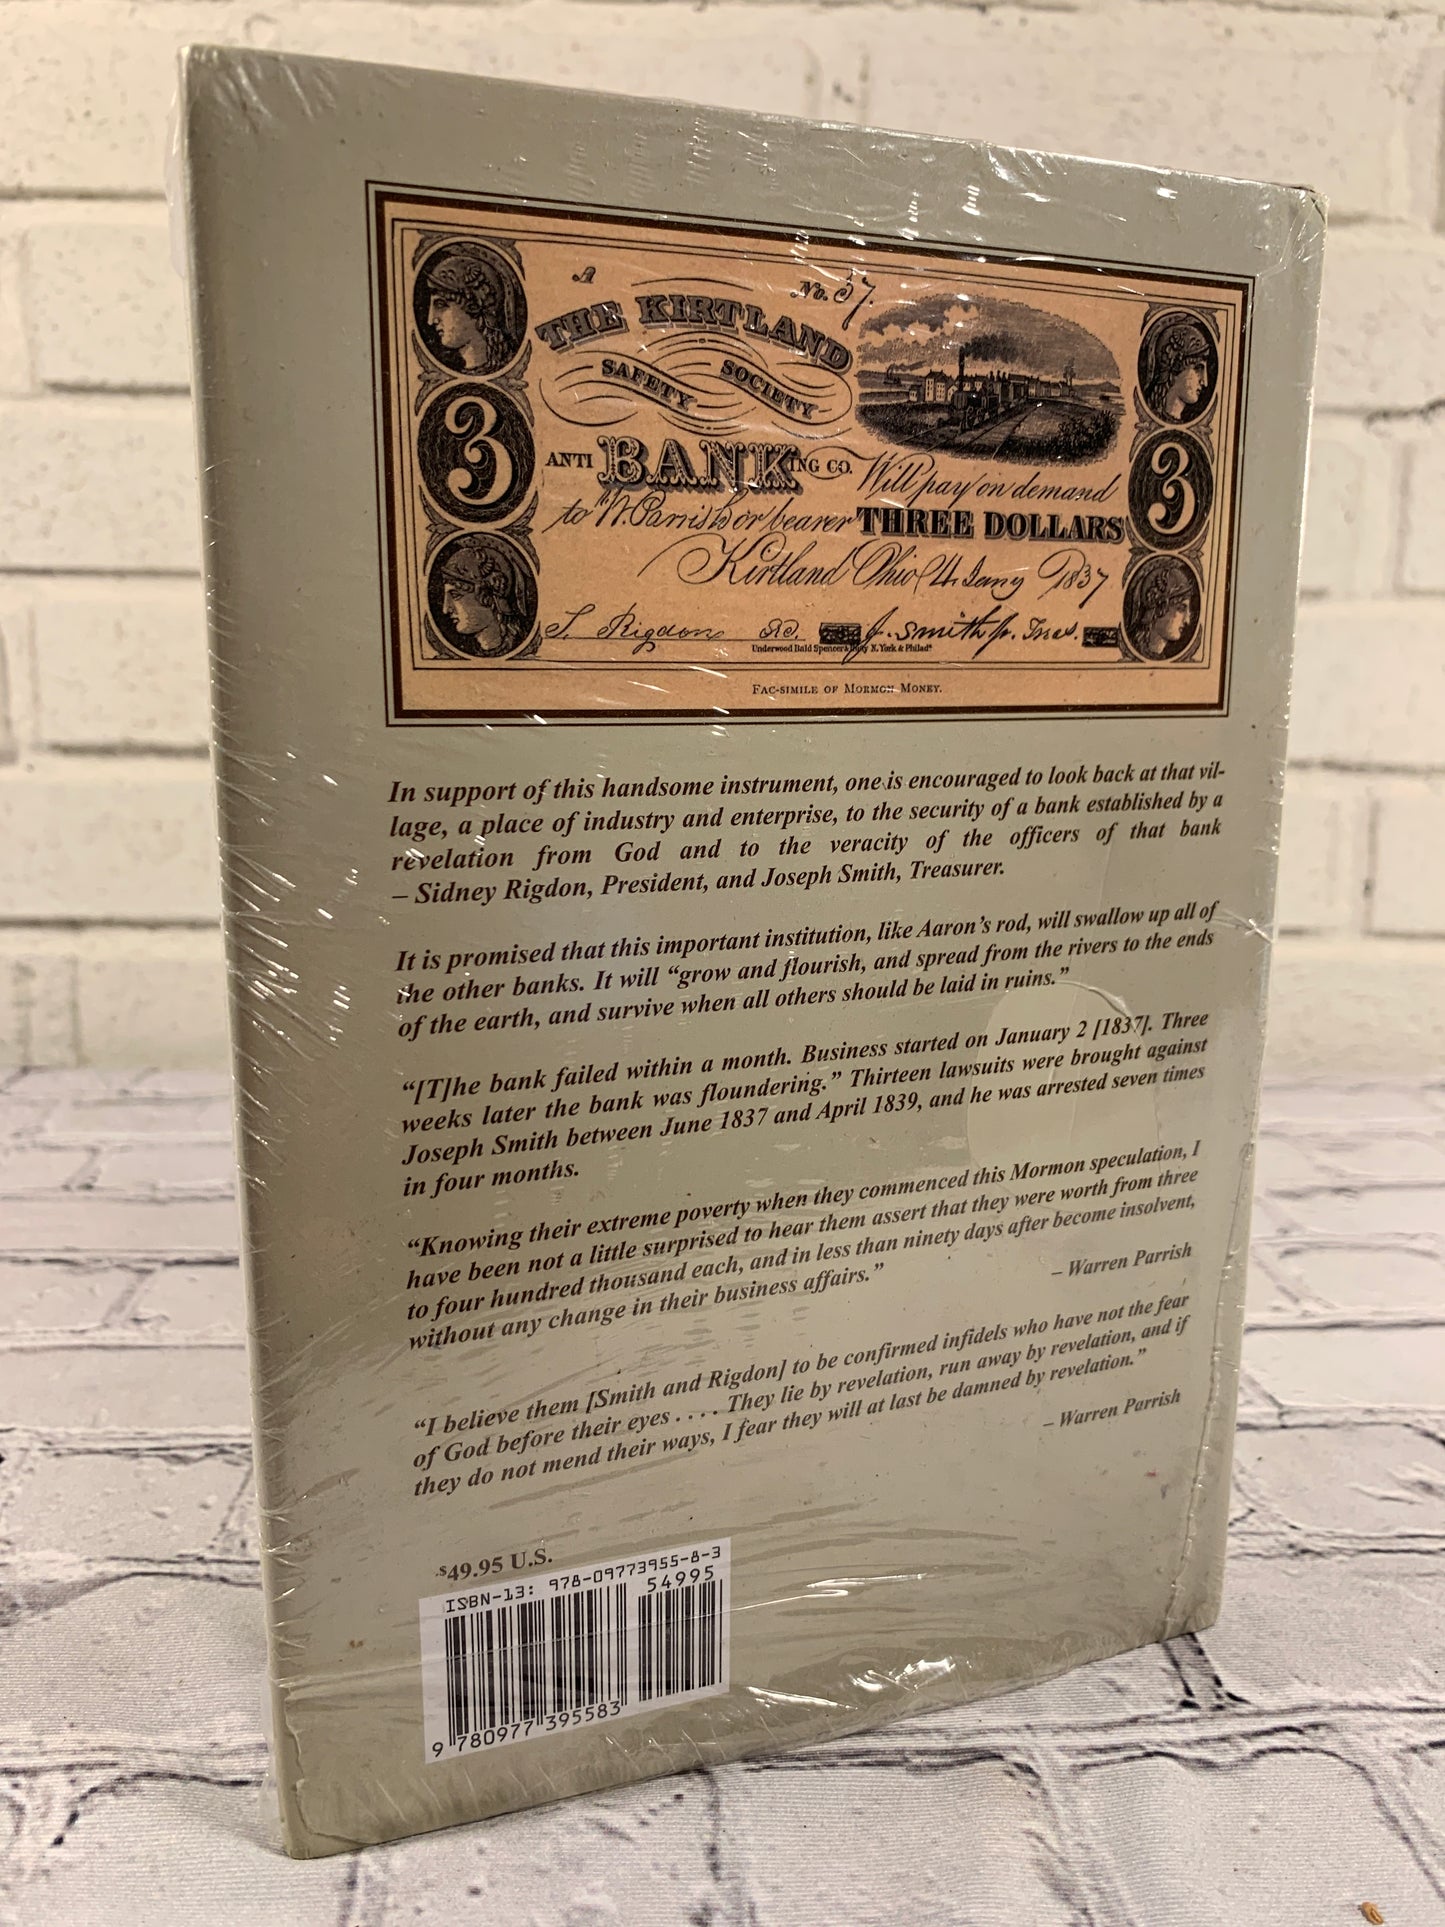 A
No. 37.
THE KIRTLAND
SAFETY SOCIETY
ANTI BANKING CO. Will pay on demand
to W. Parrish or bearer THREE DOLLARS
Kirtland Ohio 4 Jany 1837
S. Rigdon J. Smith Jr. Treas.
Underwood Bald Spencer & N. York & Philad
3
3
FAC-SIMILE OF MORMON MONEY.
In support of this handsome instrument, one is encouraged to look back at that vil-
lage, a place of industry and enterprise, to the security of a bank established by a
revelation from God and to the veracity of the officers of that bank
– Sidney Rigdon, President, and Joseph Smith, Treasurer.
It is promised that this important institution, like Aaron's rod, will swallow up all of
the other banks. It will "grow and flourish, and spread from the rivers to the ends
of the earth, and survive when all others should be laid in ruins."
"[T]he bank failed within a month. Business started on January 2 [1837]. Three
weeks later the bank was floundering." Thirteen lawsuits were brought against
Joseph Smith between June 1837 and April 1839, and he was arrested seven times
in four months.
"Knowing their extreme poverty when they commenced this Mormon speculation, I
have been not a little surprised to hear them assert that they were worth from three
to four hundred thousand each, and in less than ninety days after become insolvent,
without any change in their business affairs."
– Warren Parrish
"I believe them [Smith and Rigdon] to be confirmed infidels who have not the fear
of God before their eyes . . . . They lie by revelation, run away by revelation, and if
they do not mend their ways, I fear they will at last be damned by revelation."
– Warren Parrish
$49.95 U.S.
ISBN-13: 978-09773955-8-3
54995
9 780977 395583